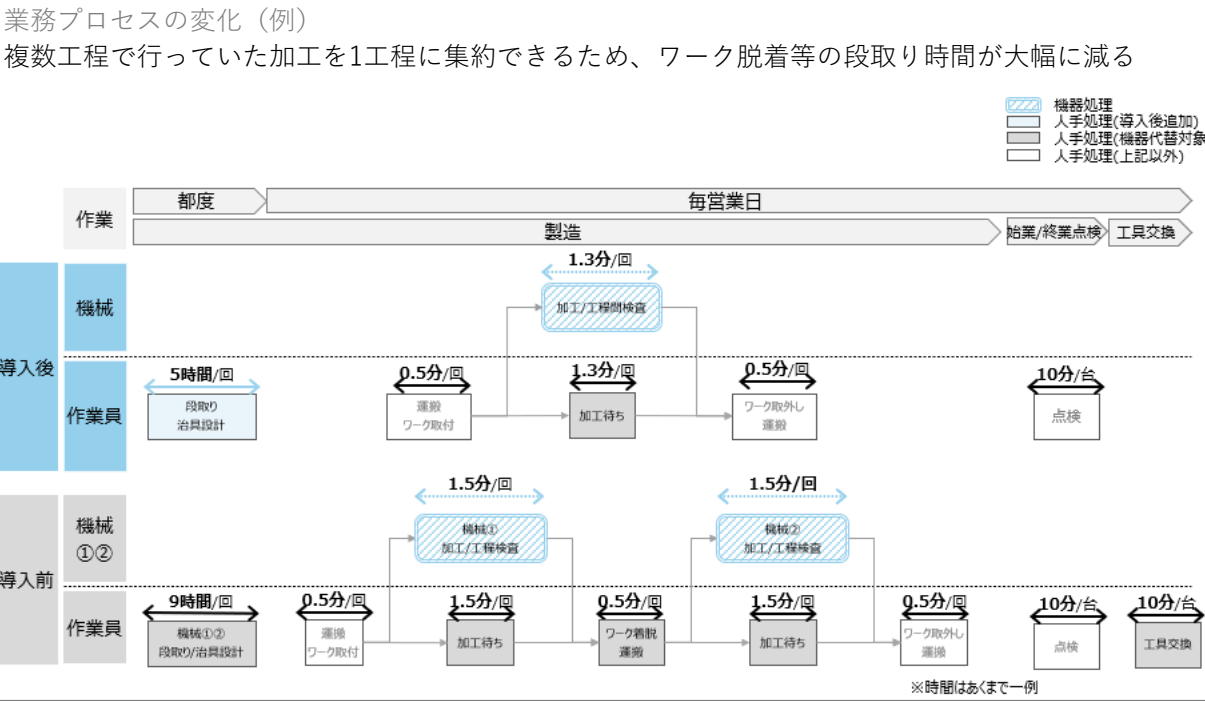 業務プロセスの変化（例）
複数工程で行っていた加工を1工程に集約できるため、ワーク脱着等の段取り時間が大幅に減る
機器処理
人手処理(導入後追加)
人手処理(機器代替対象
人手処理(上記以外)
作業
都度
毎営業日
製造
始業/終業点検
工具交換
導入後
機械
1.3分/回
加工/工程間検査
作業員
5時間/回
段取り
治具設計
0.5分/回
運搬
ワーク取付
1.3分/回
加工待ち
0.5分/回
ワーク取外し
運搬
10分/台
点検
導入前
機械
①②
1.5分/回
機械①
加工/工程検査
1.5分/回
機械②
加工/工程検査
作業員
9時間/回
機械①②
段取り/治具設計
0.5分/回
運搬
ワーク取付
1.5分/回
加工待ち
0.5分/回
ワーク着脱
運搬
1.5分/回
加工待ち
0.5分/回
ワーク取外し
運搬
10分/台
点検
10分/台
工具交換
※時間はあくまで一例